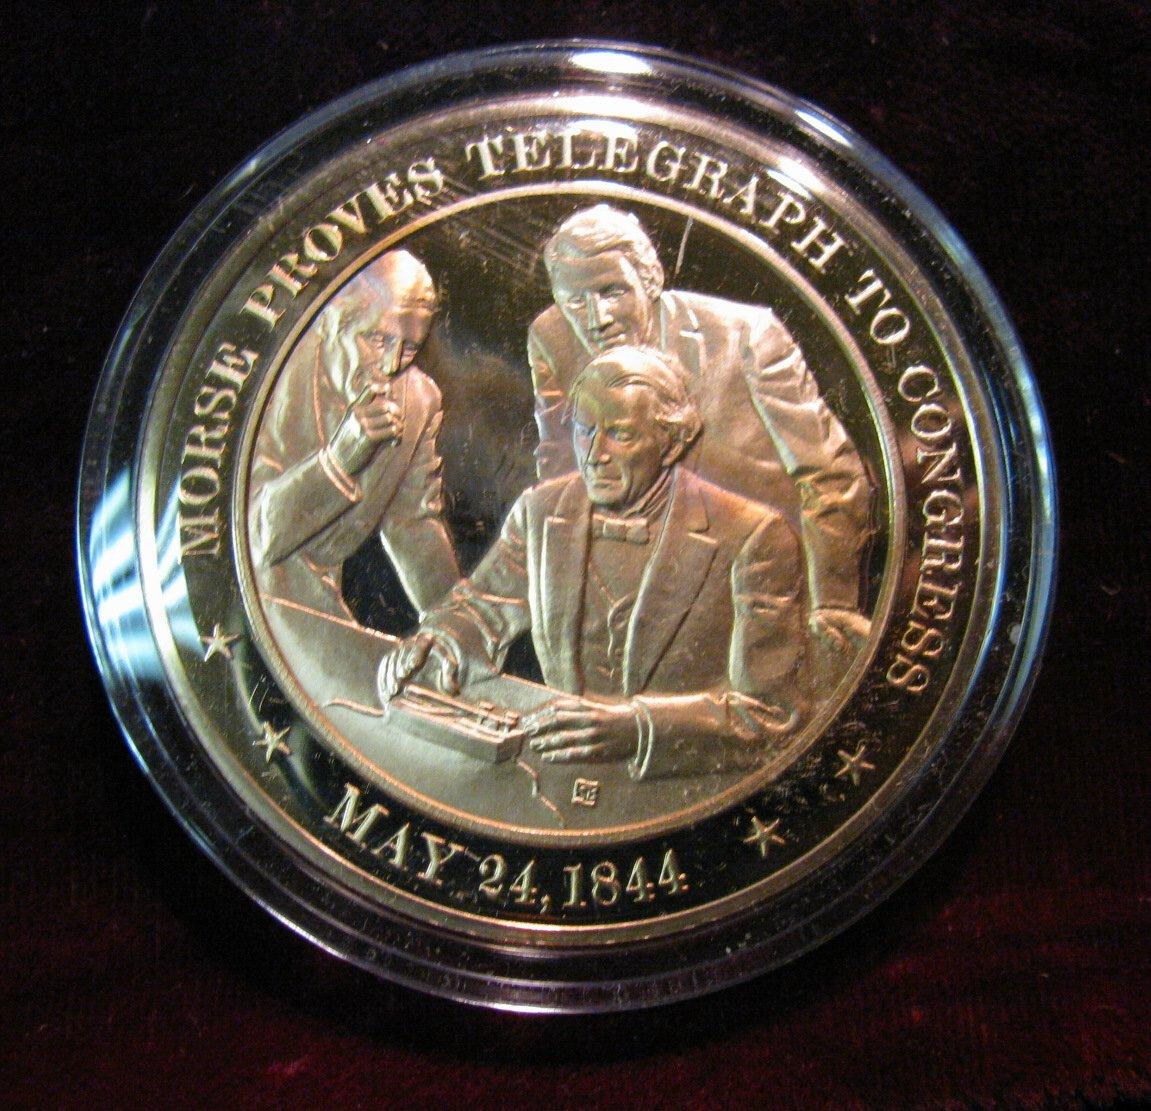 MORSE PROVES TELEGRAPH TO CONGRESS
MAY 24, 1844